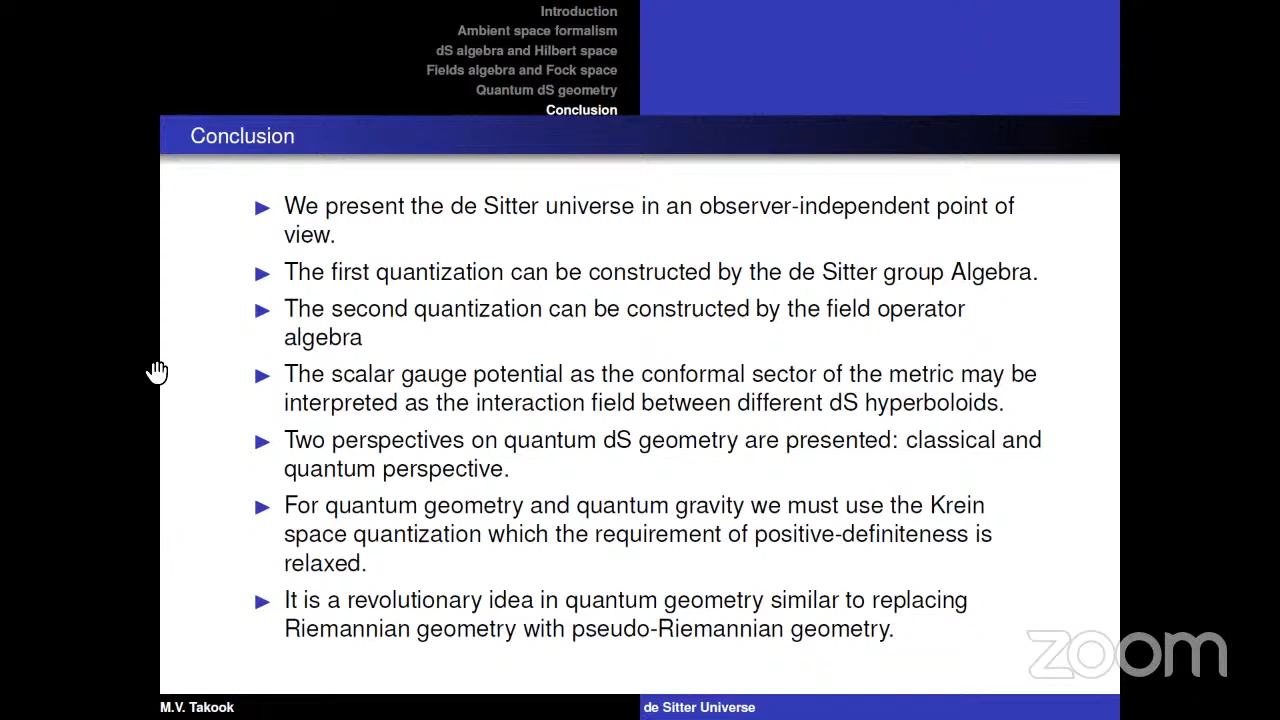 Introduction
Ambient space formalism
dS algebra and Hilbert space
Fields algebra and Fock space
Quantum dS geometry
Conclusion
Conclusion
We present the de Sitter universe in an observer-independent point of
view.
The first quantization can be constructed by the de Sitter group Algebra.
The second quantization can be constructed by the field operator
algebra
The scalar gauge potential as the conformal sector of the metric may be
interpreted as the interaction field between different dS hyperboloids.
Two perspectives on quantum dS geometry are presented: classical and
quantum perspective.
For quantum geometry and quantum gravity we must use the Krein
space quantization which the requirement of positive-definiteness is
relaxed.
It is a revolutionary idea in quantum geometry similar to replacing
Riemannian geometry with pseudo-Riemannian geometry.
zoom
M.V. Takook
de Sitter Universe